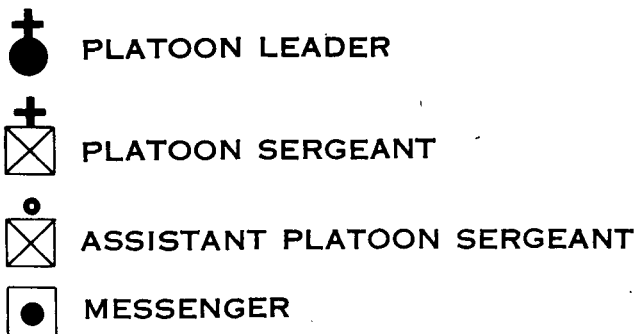 PLATOON LEADER
PLATOON SERGEANT
ASSISTANT PLATOON SERGEANT
MESSENGER